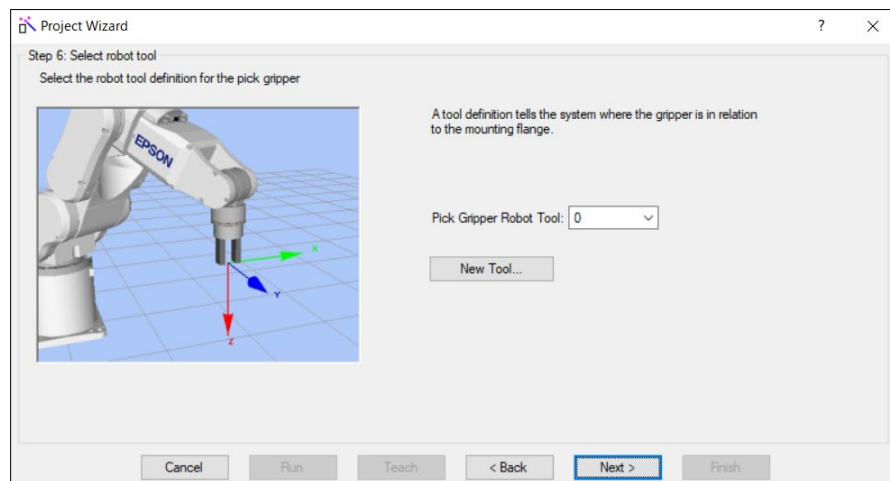 Project Wizard
?
Step 6: Select robot tool
Select the robot tool definition for the pick gripper
EPSON
X
Y
Z
A tool definition tells the system where the gripper is in relation
to the mounting flange.
Pick Gripper Robot Tool: 0
New Tool...
Cancel Run Teach < Back Next > Finish